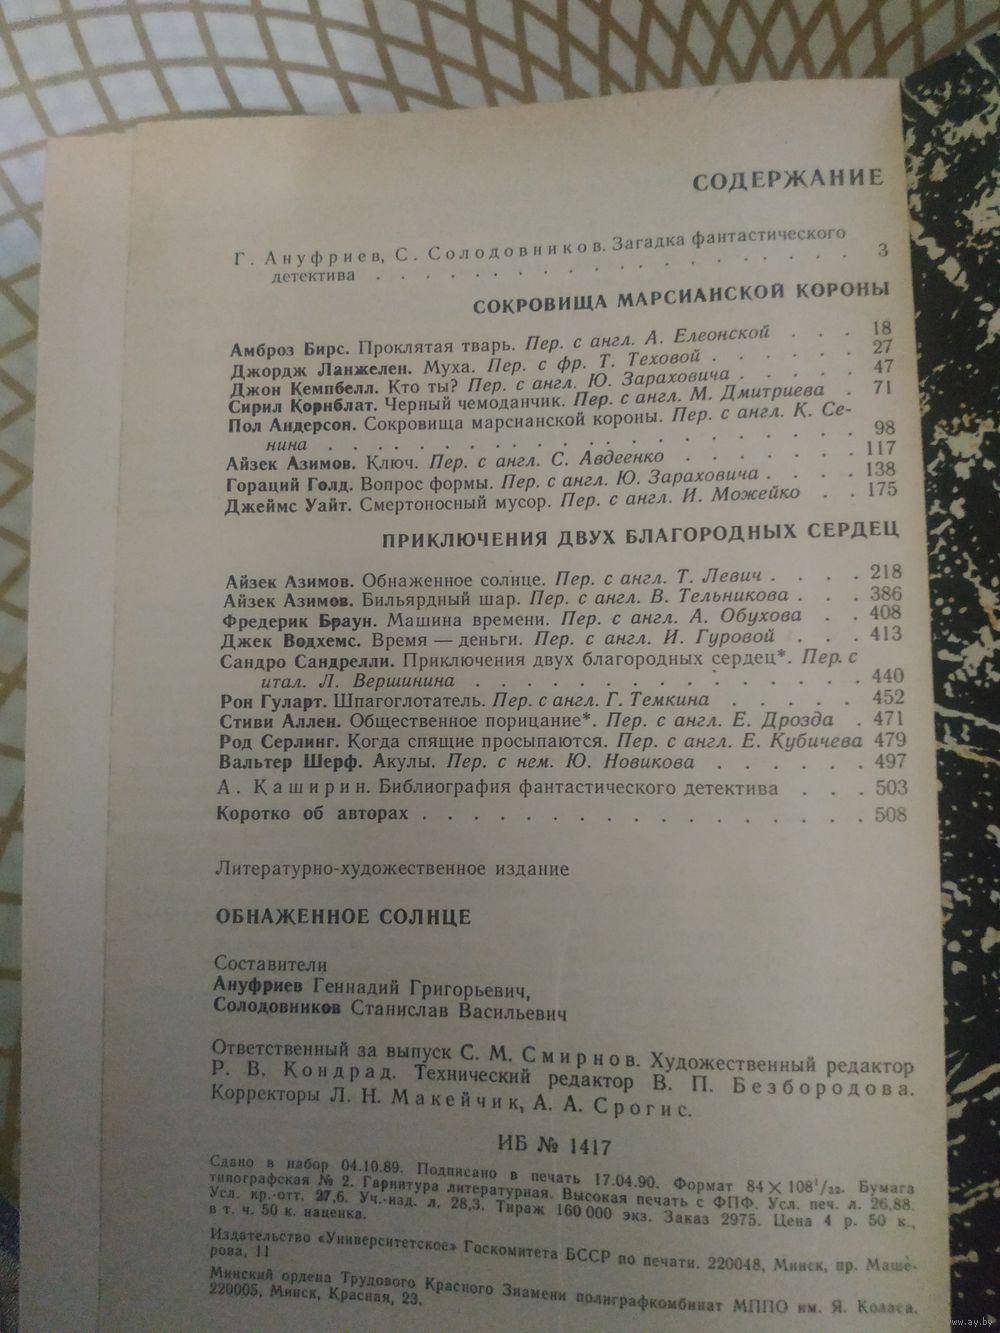 СОДЕРЖАНИЕ
Г. Ануфриев, С. Солодовников. Загадка фантастического
детектива . . . . . . . . . . . . . . . . . 3
СОКРОВИЩА МАРСИАНСКОЙ КОРОНЫ
Амброз Бирс. Проклятая тварь. Пер. с англ. А. Елеонской . . . 18
Джордж Ланжелен. Муха. Пер. с фр. Т. Теховой . . . . . . 27
Джон Кемпбелл. Кто ты? Пер. с англ. Ю. Зараховича . . . . . 47
Сирил Корнблат. Черный чемоданчик. Пер. с англ. М. Дмитриева . 71
Пол Андерсон. Сокровища марсианской короны. Пер. с англ. К. Се-
нина . . . . . . . . . . . . . . . . . . 98
Айзек Азимов. Ключ. Пер. с англ. С. Авдеенко . . . . . . . 117
Гораций Голд. Вопрос формы. Пер. с англ. Ю. Зараховича . . . . 138
Джеймс Уайт. Смертоносный мусор. Пер. с англ. И. Можейко . . 175
ПРИКЛЮЧЕНИЯ ДВУХ БЛАГОРОДНЫХ СЕРДЕЦ
Айзек Азимов. Обнаженное солнце. Пер. с англ. Т. Левич . . . . 218
Айзек Азимов. Бильярдный шар. Пер. с англ. В. Тельникова . . . 386
Фредерик Браун. Машина времени. Пер. с англ. А. Обухова . . 408
Джек Водхемс. Время — деньги. Пер. с англ. И. Гуровой . . . 413
Сандро Сандрелли. Приключения двух благородных сердец*. Пер. с
итал. Л. Вершинина . . . . . . . . . . . . . . . 440
Рон Гуларт. Шпагоглотатель. Пер. с англ. Г. Темкина . . . . . 452
Стиви Аллен. Общественное порицание*. Пер. с англ. Е. Дрозда . 471
Род Серлинг. Когда спящие просыпаются. Пер. с англ. Е. Кубичева 479
Вальтер Шерф. Акулы. Пер. с нем. Ю. Новикова . . . . . . 497
А. Каширин. Библиография фантастического детектива . . . 503
Коротко об авторах . . . . . . . . . . . . . . . . . 508
Литературно-художественное издание
ОБНАЖЕННОЕ СОЛНЦЕ
Составители
Ануфриев Геннадий Григорьевич,
Солодовников Станислав Васильевич
Ответственный за выпуск С. М. Смирнов. Художественный редактор
Р. В. Кондрад. Технический редактор В. П. Безбородова.
Корректоры Л. Н. Макейчик, А. А. Срогис.
ИБ № 1417
Сдано в набор 04.10.89. Подписано в печать 17.04.90. Формат 84×108¹/₃₂. Бумага
типографская № 2. Гарнитура литературная. Высокая печать с ФПФ. Усл. печ. л. 26,88.
Усл. кр.-отт. 27,6. Уч.-изд. л. 28,3. Тираж 160 000 экз. Заказ 2975. Цена 4 р. 50 к.,
в т. ч. 50 к. наценка.
Издательство «Университетское» Госкомитета БССР по печати. 220048, Минск, пр. Маше-
рова, 11
Минский ордена Трудового Красного Знамени полиграфкомбинат МППО им. Я. Коласа.
220005, Минск, Красная, 23.
www.ay.by